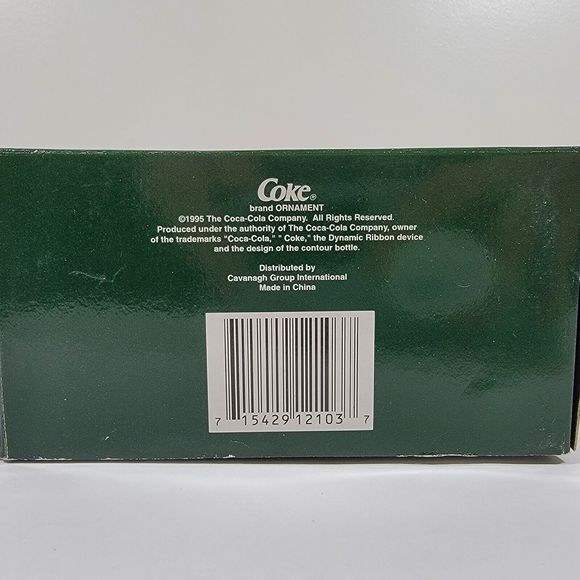 Coke®
brand ORNAMENT
©1995 The Coca-Cola Company. All Rights Reserved.
Produced under the authority of The Coca-Cola Company, owner
of the trademarks "Coca-Cola," " Coke," the Dynamic Ribbon device
and the design of the contour bottle.
Distributed by
Cavanagh Group International
Made in China
7 15429 12103 7